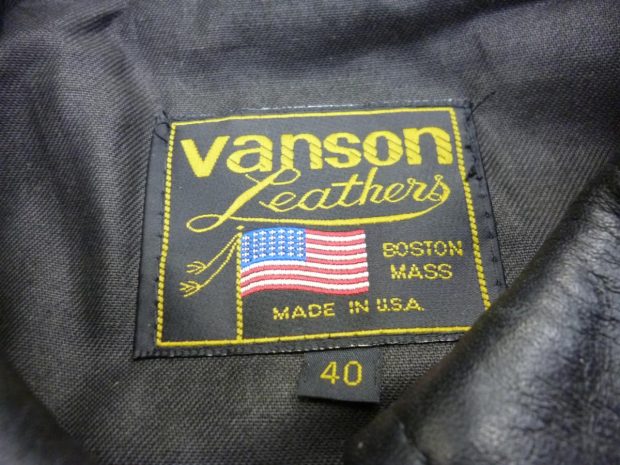 vanson
Leathers
BOSTON
MASS
MADE IN U.S.A.
40